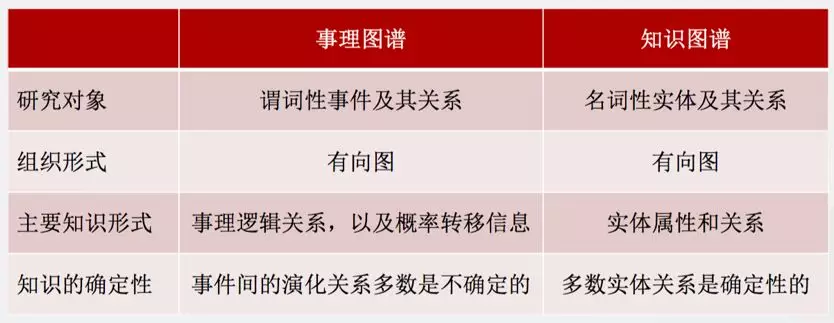 事理图谱 知识图谱
研究对象 谓词性事件及其关系 名词性实体及其关系
组织形式 有向图 有向图
主要知识形式 事理逻辑关系，以及概率转移信息 实体属性和关系
知识的确定性 事件间的演化关系多数是不确定的 多数实体关系是确定性的